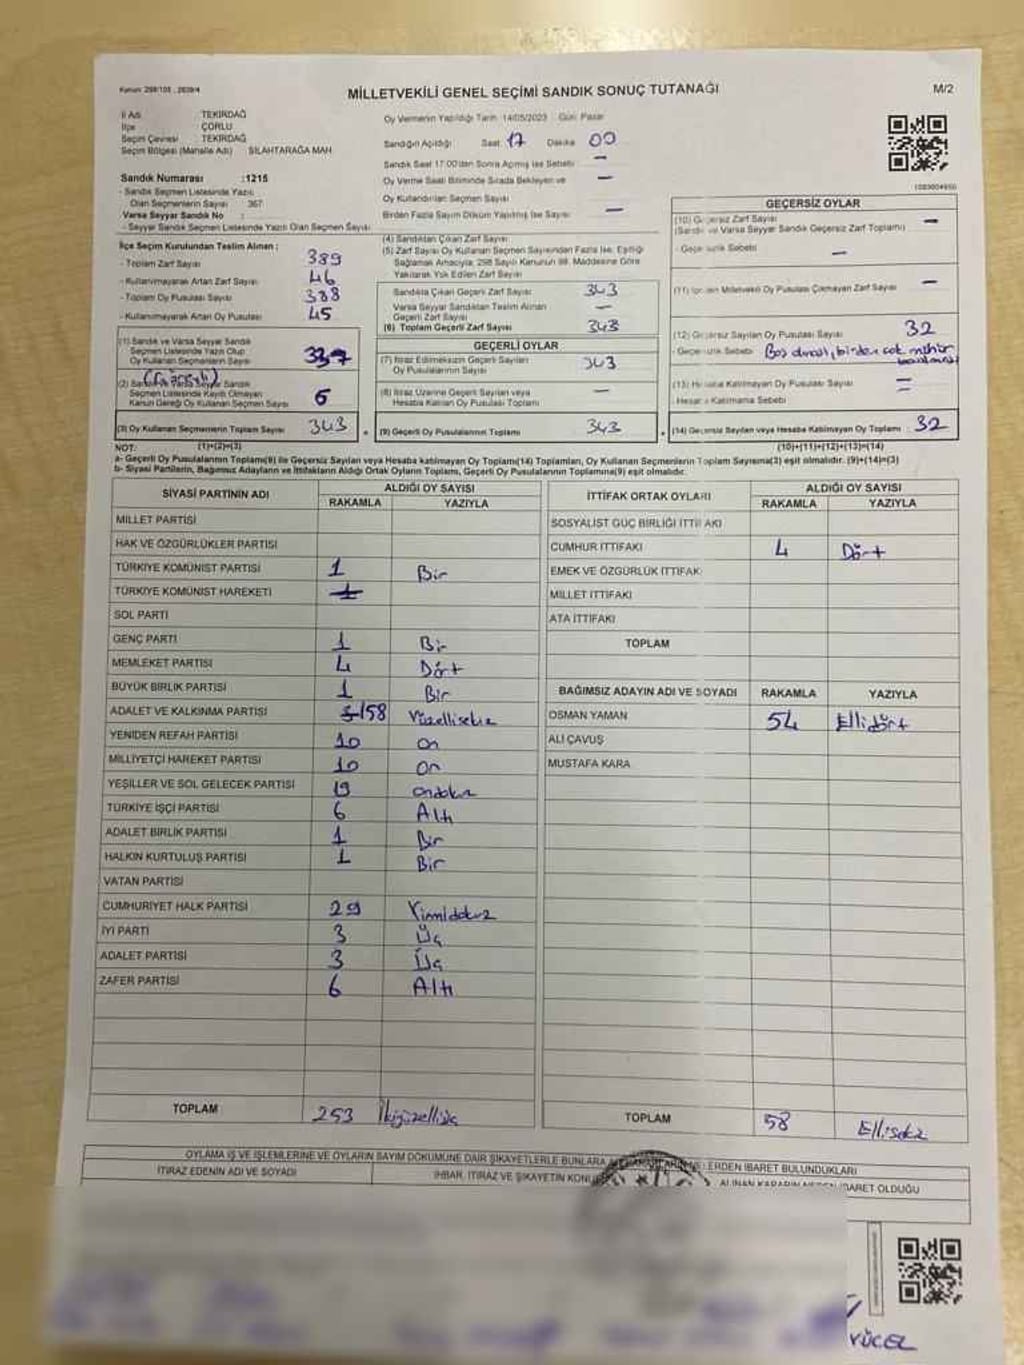 Kanun: 298/105 , 2839/4
MİLLETVEKİLİ GENEL SEÇİMİ SANDIK SONUÇ TUTANAĞI
M/2
İl Adı : TEKİRDAĞ
İlçe : ÇORLU
Seçim Çevresi : TEKİRDAĞ
Seçim Bölgesi (Mahalle Adı) : SİLAHTARAĞA MAH.
Sandık Numarası :1215
- Sandık Seçmen Listesinde Yazılı
Olan Seçmenlerin Sayısı : 367
Varsa Seyyar Sandık No :
- Seyyar Sandık Seçmen Listesinde Yazılı Olan Seçmen Sayısı
Oy Vermenin Yapıldığı Tarih: 14/05/2023 Gün: Pazar
Sandığın Açıldığı Saat: 17 Dakika: 00
Sandık Saat 17:00'dan Sonra Açılmış İse Sebebi : —
Oy Verme Saati Bitiminde Sırada Bekleyen ve —
Oy Kullandırılan Seçmen Sayısı
Birden Fazla Sayım Döküm Yapılmış İse Sayısı : —
İlçe Seçim Kurulundan Teslim Alınan :
- Toplam Zarf Sayısı : 389
- Kullanılmayarak Artan Zarf Sayısı : 46
- Toplam Oy Pusulası Sayısı : 388
- Kullanılmayarak Artan Oy Pusulası : 45
(1) Sandık ve Varsa Seyyar Sandık
Seçmen Listesinde Yazılı Olup
Oy Kullanan Seçmenlerin Sayısı : 337
(2) Sandık ve Varsa Seyyar Sandık
Seçmen Listesinde Kayıtlı Olmayan
Kanun Gereği Oy Kullanan Seçmen Sayısı : 6
(3) Oy Kullanan Seçmenlerin Toplam Sayısı : 343
(4) Sandıktan Çıkan Zarf Sayısı :
(5) Zarf Sayısı Oy Kullanan Seçmen Sayısından Fazla İse, Eşitliği
Sağlamak Amacıyla, 298 Sayılı Kanunun 98. Maddesine Göre
Yakılarak Yok Edilen Zarf Sayısı :
Sandıkta Çıkan Geçerli Zarf Sayısı : 343
Varsa Seyyar Sandıktan Teslim Alınan —
Geçerli Zarf Sayısı
(6) Toplam Geçerli Zarf Sayısı : 343
GEÇERLİ OYLAR
(7) İtiraz Edilmeksizin Geçerli Sayılan
Oy Pusulalarının Sayısı : 343
(8) İtiraz Üzerine Geçerli Sayılan veya
Hesaba Katılan Oy Pusulası Toplamı : —
(9) Geçerli Oy Pusulalarının Toplamı : 343
1083804950
GEÇERSİZ OYLAR
(10) Geçersiz Zarf Sayısı —
(Sandık ve Varsa Seyyar Sandık Geçersiz Zarf Toplamı)
- Geçersizlik Sebebi : —
(11) İçinden Milletvekili Oy Pusulası Çıkmayan Zarf Sayısı : —
(12) Geçersiz Sayılan Oy Pusulası Sayısı : 32
- Geçersizlik Sebebi : Boş olması, birden çok mühür
basılması
(13) Hesaba Katılmayan Oy Pusulası Sayısı : —
- Hesaba Katılmama Sebebi : —
(14) Geçersiz Sayılan veya Hesaba Katılmayan Oy Toplamı : 32
NOT: (1)+(2)=(3) (10)+(11)+(12)+(13)=(14)
a- Geçerli Oy Pusulalarının Toplamı(9) ile Geçersiz Sayılan veya Hesaba katılmayan Oy Toplamı(14) Toplamları, Oy Kullanan Seçmenlerin Toplam Sayısına(3) eşit olmalıdır. (9)+(14)=(3)
b- Siyasi Partilerin, Bağımsız Adayların ve İttifakların Aldığı Ortak Oyların Toplamı, Geçerli Oy Pusulalarının Toplamına(9) eşit olmalıdır.
SİYASİ PARTİNİN ADI ALDIĞI OY SAYISI
RAKAMLA YAZIYLA
MİLLET PARTİSİ
HAK VE ÖZGÜRLÜKLER PARTİSİ
TÜRKİYE KOMÜNİST PARTİSİ 1 Bir
TÜRKİYE KOMÜNİST HAREKETİ 1
SOL PARTİ
GENÇ PARTİ 1 Bir
MEMLEKET PARTİSİ 4 Dört
BÜYÜK BİRLİK PARTİSİ 1 Bir
ADALET VE KALKINMA PARTİSİ 158 Yüzellisekiz
YENİDEN REFAH PARTİSİ 10 On
MİLLİYETÇİ HAREKET PARTİSİ 10 On
YEŞİLLER VE SOL GELECEK PARTİSİ 19 Ondokuz
TÜRKİYE İŞÇİ PARTİSİ 6 Altı
ADALET BİRLİK PARTİSİ 1 Bir
HALKIN KURTULUŞ PARTİSİ 1 Bir
VATAN PARTİSİ
CUMHURİYET HALK PARTİSİ 29 Yirmidokuz
İYİ PARTİ 3 Üç
ADALET PARTİSİ 3 Üç
ZAFER PARTİSİ 6 Altı
TOPLAM 253 İkiyüzelliüç
İTTİFAK ORTAK OYLARI ALDIĞI OY SAYISI
RAKAMLA YAZIYLA
SOSYALİST GÜÇ BİRLİĞİ İTTİFAKI
CUMHUR İTTİFAKI 4 Dört
EMEK VE ÖZGÜRLÜK İTTİFAKI
MİLLET İTTİFAKI
ATA İTTİFAKI
TOPLAM
BAĞIMSIZ ADAYIN ADI VE SOYADI RAKAMLA YAZIYLA
OSMAN YAMAN 54 Ellidört
ALİ ÇAVUŞ
MUSTAFA KARA
TOPLAM 58 Ellisekiz
OYLAMA İŞ VE İŞLEMLERİNE VE OYLARIN SAYIM DÖKÜMÜNE DAİR ŞİKAYETLERLE BUNLARA ERDEN İBARET BULUNDUKLARI
İTİRAZ EDENİN ADI VE SOYADI
İHBAR, İTİRAZ VE ŞİKAYETİN KONUSU
ALINAN KARARIN NEDEN İBARET OLDUĞU
YÜCEL